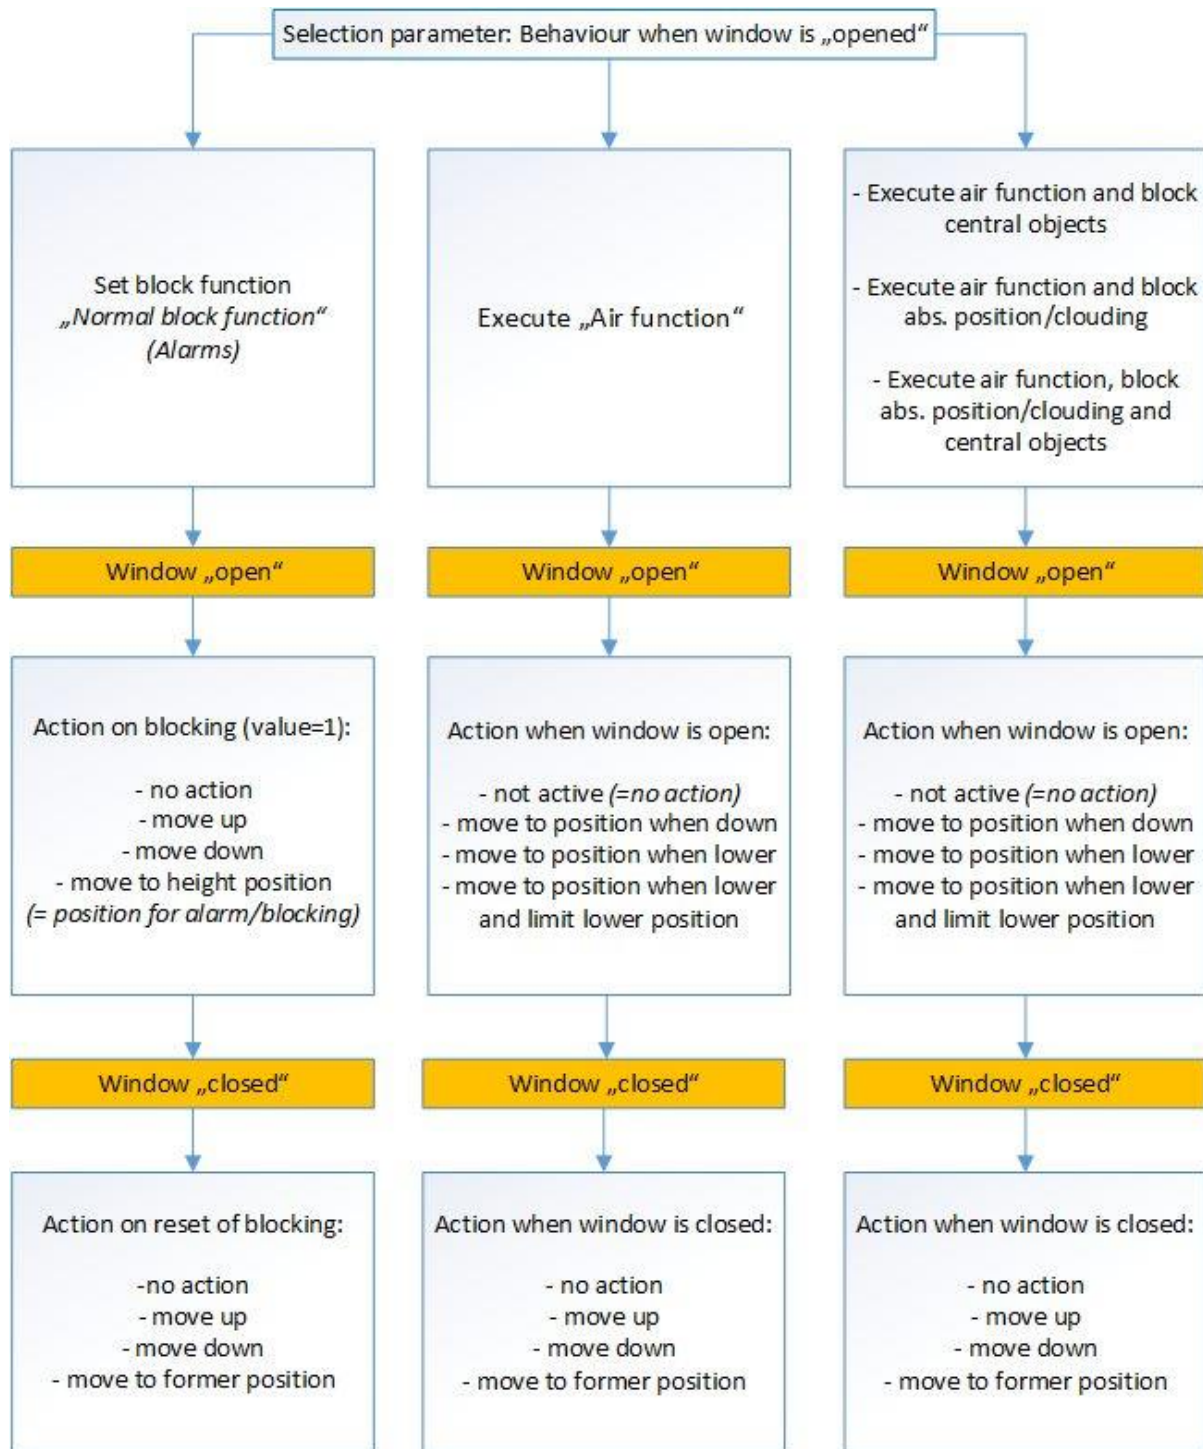 Selection parameter: Behaviour when window is „opened“
Set block function
„Normal block function“
(Alarms)
Execute „Air function“
- Execute air function and block
central objects
- Execute air function and block
abs. position/clouding
- Execute air function, block
abs. position/clouding and
central objects
Window „open“
Window „open“
Window „open“
Action on blocking (value=1):
- no action
- move up
- move down
- move to height position
(= position for alarm/blocking)
Action when window is open:
- not active (=no action)
- move to position when down
- move to position when lower
- move to position when lower
and limit lower position
Action when window is open:
- not active (=no action)
- move to position when down
- move to position when lower
- move to position when lower
and limit lower position
Window „closed“
Window „closed“
Window „closed“
Action on reset of blocking:
-no action
- move up
- move down
- move to former position
Action when window is closed:
- no action
- move up
- move down
- move to former position
Action when window is closed:
- no action
- move up
- move down
- move to former position